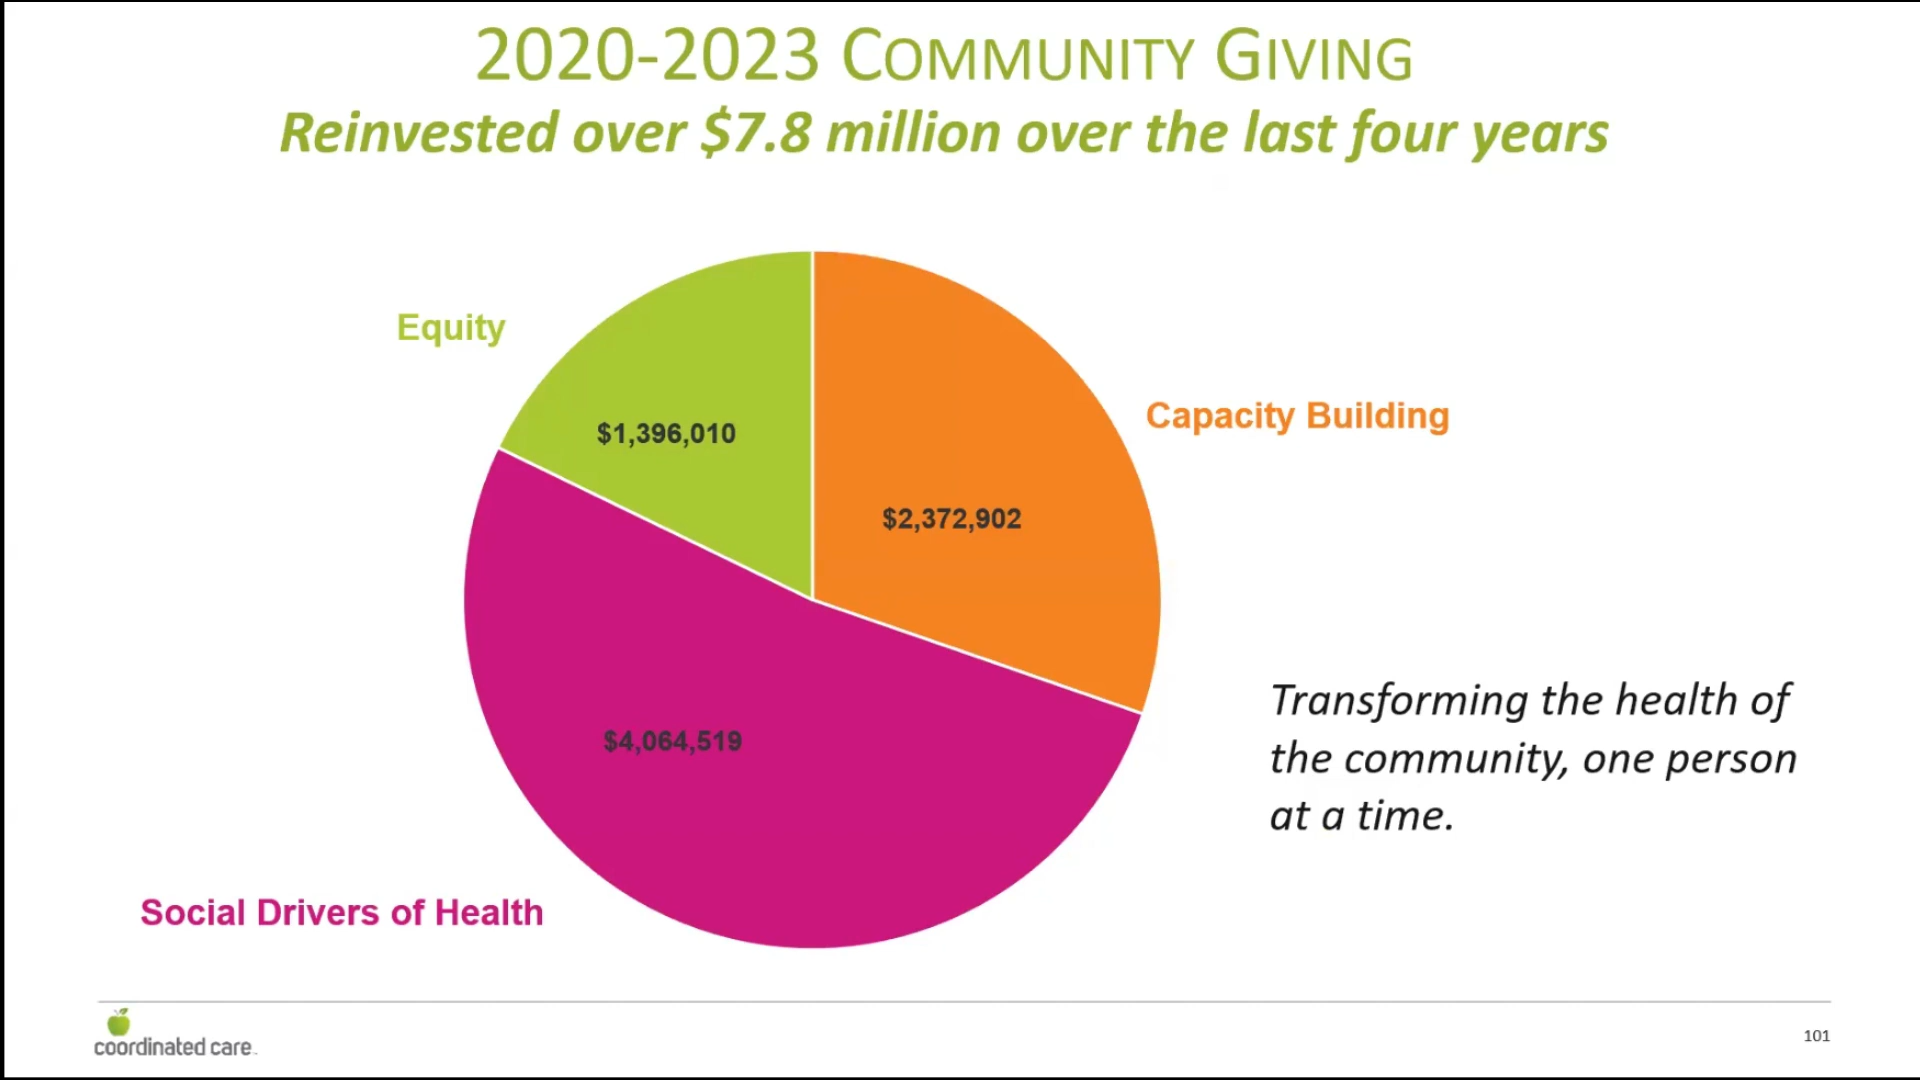 2020-2023 COMMUNITY GIVING
Reinvested over $7.8 million over the last four years
Equity
$1,396,010
Capacity Building
$2,372,902
$4,064,519
Social Drivers of Health
Transforming the health of
the community, one person
at a time.
coordinated care™
101